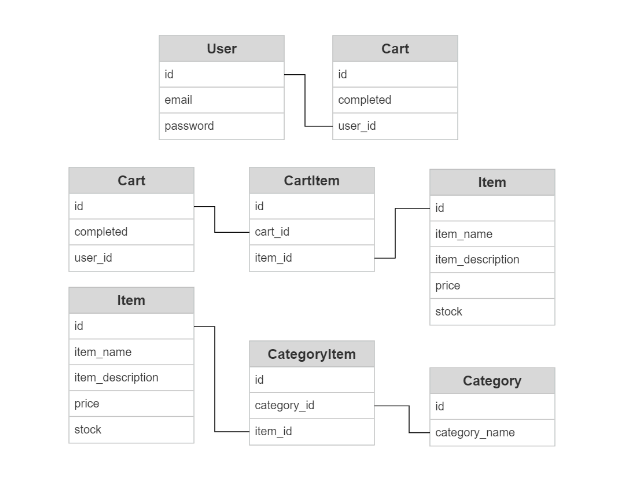 User
id
email
password
Cart
id
completed
user_id
Cart
id
completed
user_id
CartItem
id
cart_id
item_id
Item
id
item_name
item_description
price
stock
Item
id
item_name
item_description
price
stock
CategoryItem
id
category_id
item_id
Category
id
category_name